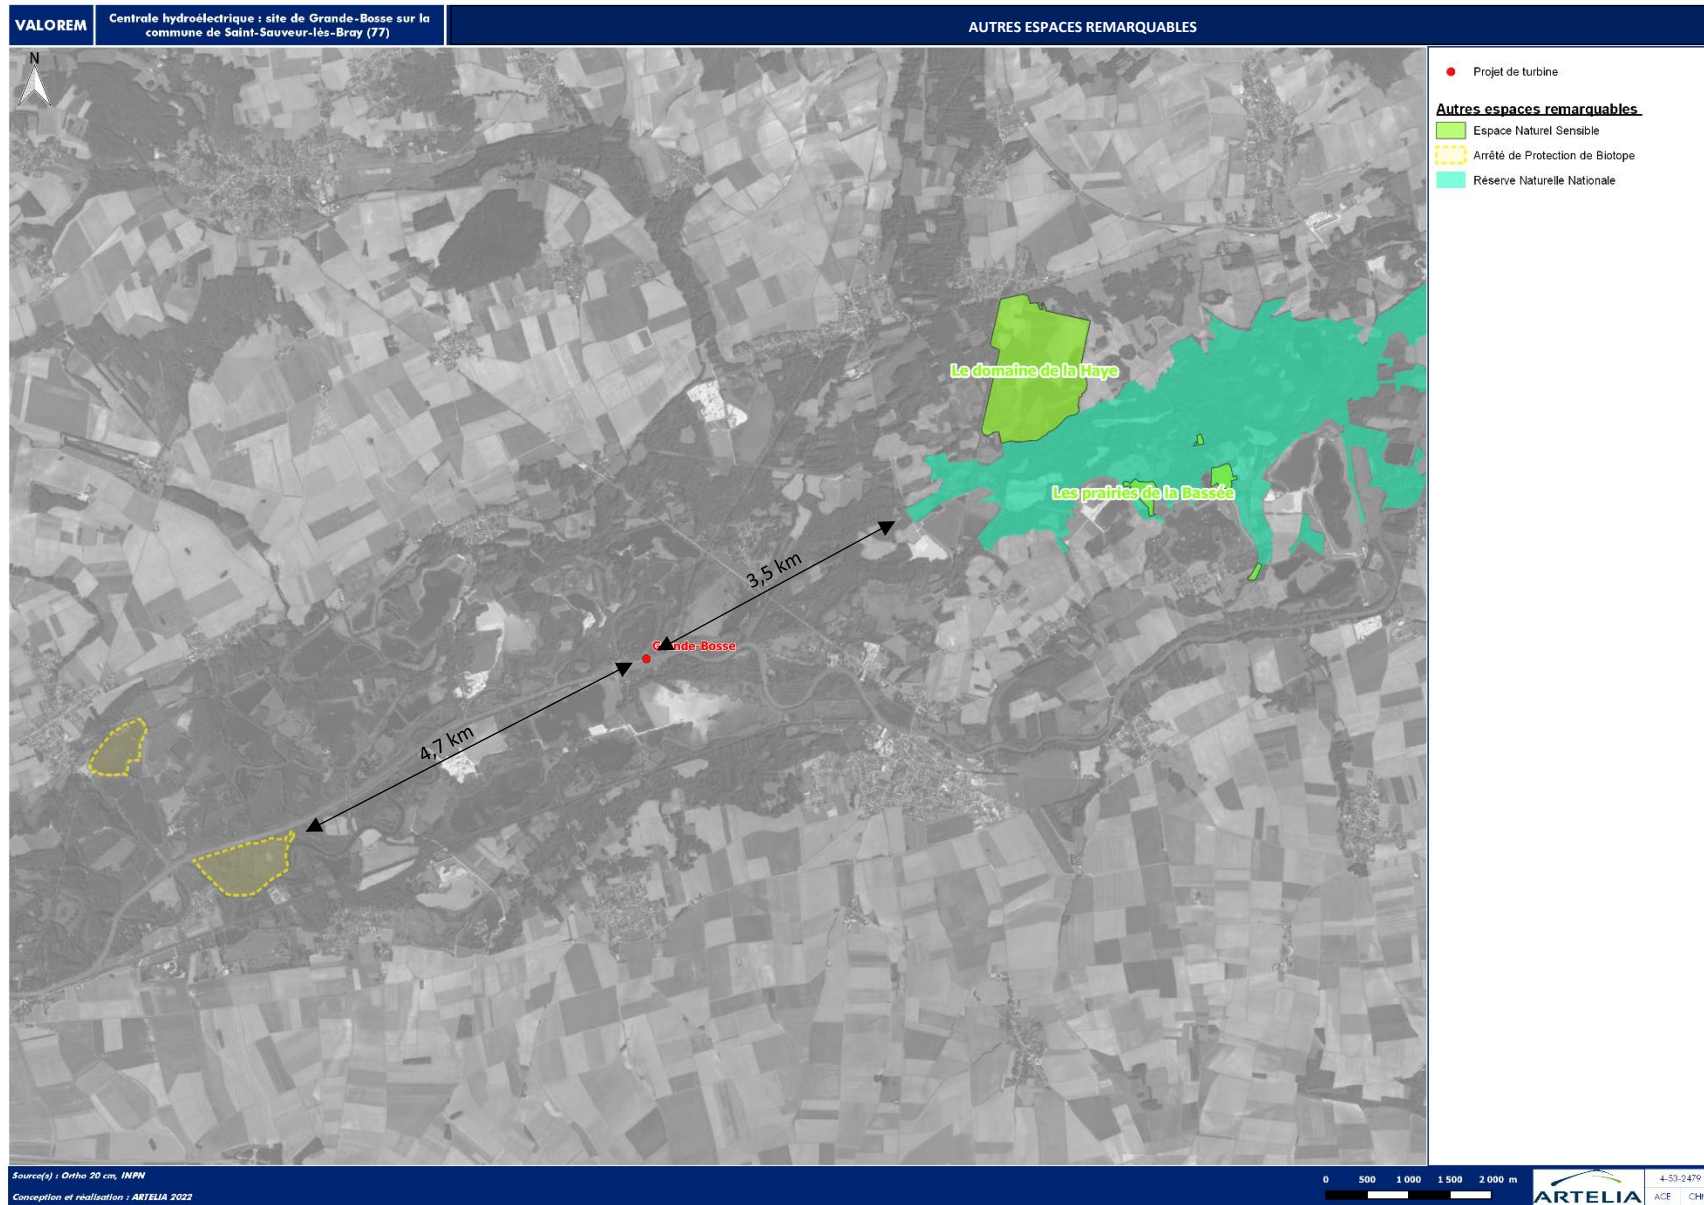 VALOREM
Centrale hydroélectrique : site de Grande-Bosse sur la
commune de Saint-Sauveur-lès-Bray (77)
AUTRES ESPACES REMARQUABLES
N
Projet de turbine
Autres espaces remarquables
Espace Naturel Sensible
Arrêté de Protection de Biotope
Réserve Naturelle Nationale
Le domaine de la Haye
Les prairies de la Bassée
3,5 km
Grande-Bosse
4,7 km
Source(s) : Ortho 20 cm, INPN
Conception et réalisation : ARTELIA 2022
0 500 1 000 1 500 2 000 m
ARTELIA
4-53-2479
ACE